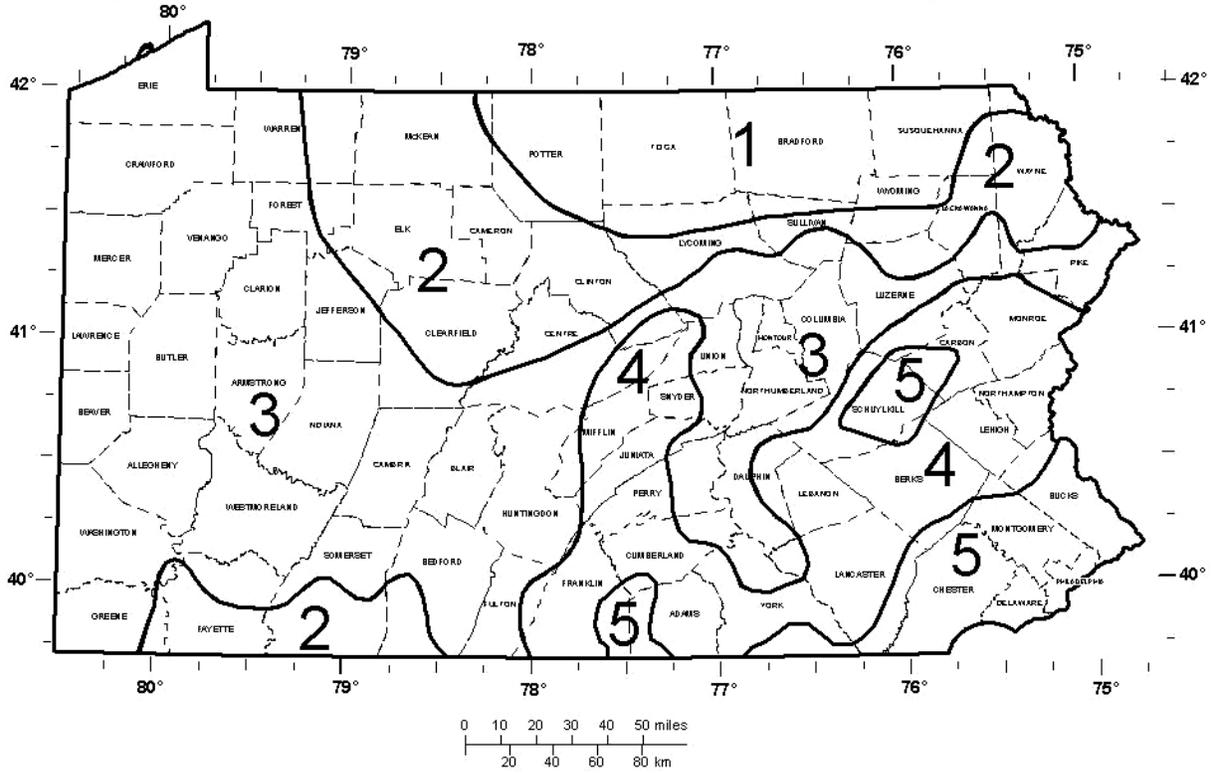 80°
79° 78° 77° 76° 75°
42° 42°
ERIE
WARREN McKEAN POTTER TIOGA 1 BRADFORD SUSQUEHANNA
CRAWFORD 2 WAYNE
WYOMING
FOREST LACKAWANNA
ELK CAMERON SULLIVAN
VENANGO LYCOMING
MERCER 2 PIKE
CLARION CLINTON LUZERNE
JEFFERSON COLUMBIA MONROE
41° LAWRENCE CLEARFIELD CENTRE MONTOUR 41°
BUTLER UNION 3 CARBON
ARMSTRONG 4 5
3 SNYDER NORTHUMBERLAND NORTHAMPTON
BEAVER SCHUYLKILL
INDIANA MIFFLIN LEHIGH
ALLEGHENY CAMBRIA BLAIR JUNIATA 4
DAUPHIN BERKS
PERRY LEBANON BUCKS
WESTMORELAND HUNTINGDON
WASHINGTON MONTGOMERY
SOMERSET BEDFORD CUMBERLAND 5
40° FRANKLIN LANCASTER 40°
PHILADELPHIA
CHESTER
FULTON YORK DELAWARE
GREENE ADAMS
FAYETTE 2 5
80° 79° 78° 77° 76° 75°
0 10 20 30 40 50 miles
20 40 60 80 km